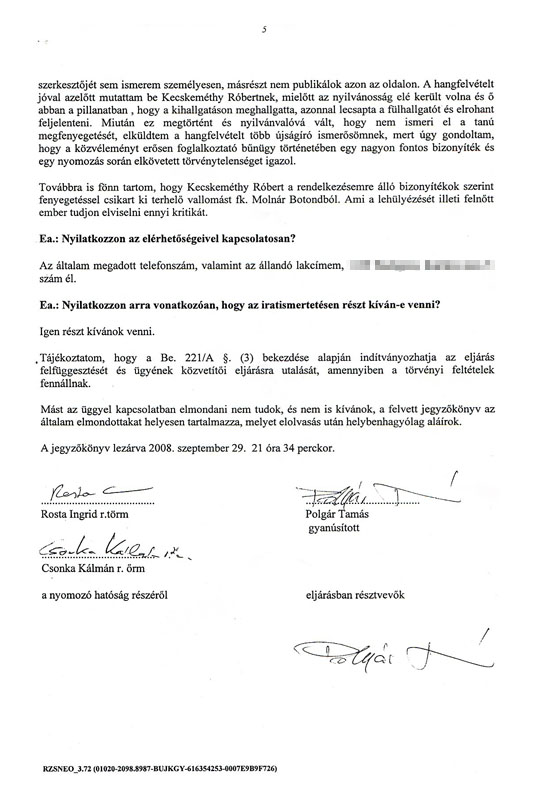 5
szerkesztőjét sem ismerem személyesen, másrészt nem publikálok azon az oldalon. A hangfelvételt
jóval azelőtt mutattam be Kecskeméthy Róbertnek, mielőtt az nyilvánosság elé került volna és ő
abban a pillanatban , hogy a kihallgatáson meghallgatta, azonnal lecsapta a fülhallgatót és elrohant
feljelenteni. Miután ez megtörtént és nyilvánvalóvá vált, hogy nem ismeri el a tanú
megfenyegetését, elküldtem a hangfelvételt több újságíró ismerősömnek, mert úgy gondoltam,
hogy a közvéleményt erősen foglalkoztató bűnügy történetében egy nagyon fontos bizonyíték és
egy nyomozás során elkövetett törvénytelenséget igazol.
Továbbra is fönn tartom, hogy Kecskeméthy Róbert a rendelkezésemre álló bizonyítékok szerint
fenyegetéssel csikart ki terhelő vallomást fk. Molnár Botondból. Ami a lehülyézését illeti felnőtt
ember tudjon elviselni ennyi kritikát.
Ea.: Nyilatkozzon az elérhetőségeivel kapcsolatosan?
Az általam megadott telefonszám, valamint az állandó lakcímem,
szám él.
Ea.: Nyilatkozzon arra vonatkozóan, hogy az iratismertetésen részt kíván-e venni?
Igen részt kívánok venni.
Tájékoztatom, hogy a Be. 221/A §. (3) bekezdése alapján indítványozhatja az eljárás
felfüggesztését és ügyének közvetítői eljárásra utalását, amennyiben a törvényi feltételek
fennállnak.
Mást az üggyel kapcsolatban elmondani nem tudok, és nem is kívánok, a felvett jegyzőkönyv az
általam elmondottakat helyesen tartalmazza, melyet elolvasás után helybenhagyólag aláírok.
A jegyzőkönyv lezárva 2008. szeptember 29. 21 óra 34 perckor.
Rosta
Polgár T
Rosta Ingrid r.törm
Polgár Tamás
gyanúsított
Csonka Kálmán
Csonka Kálmán r. őrm
a nyomozó hatóság részéről
eljárásban résztvevők
Polgár T
RZSNEO_3.72 (01020-2098.8987-BUJKGY-616354253-0007E9B9F726)